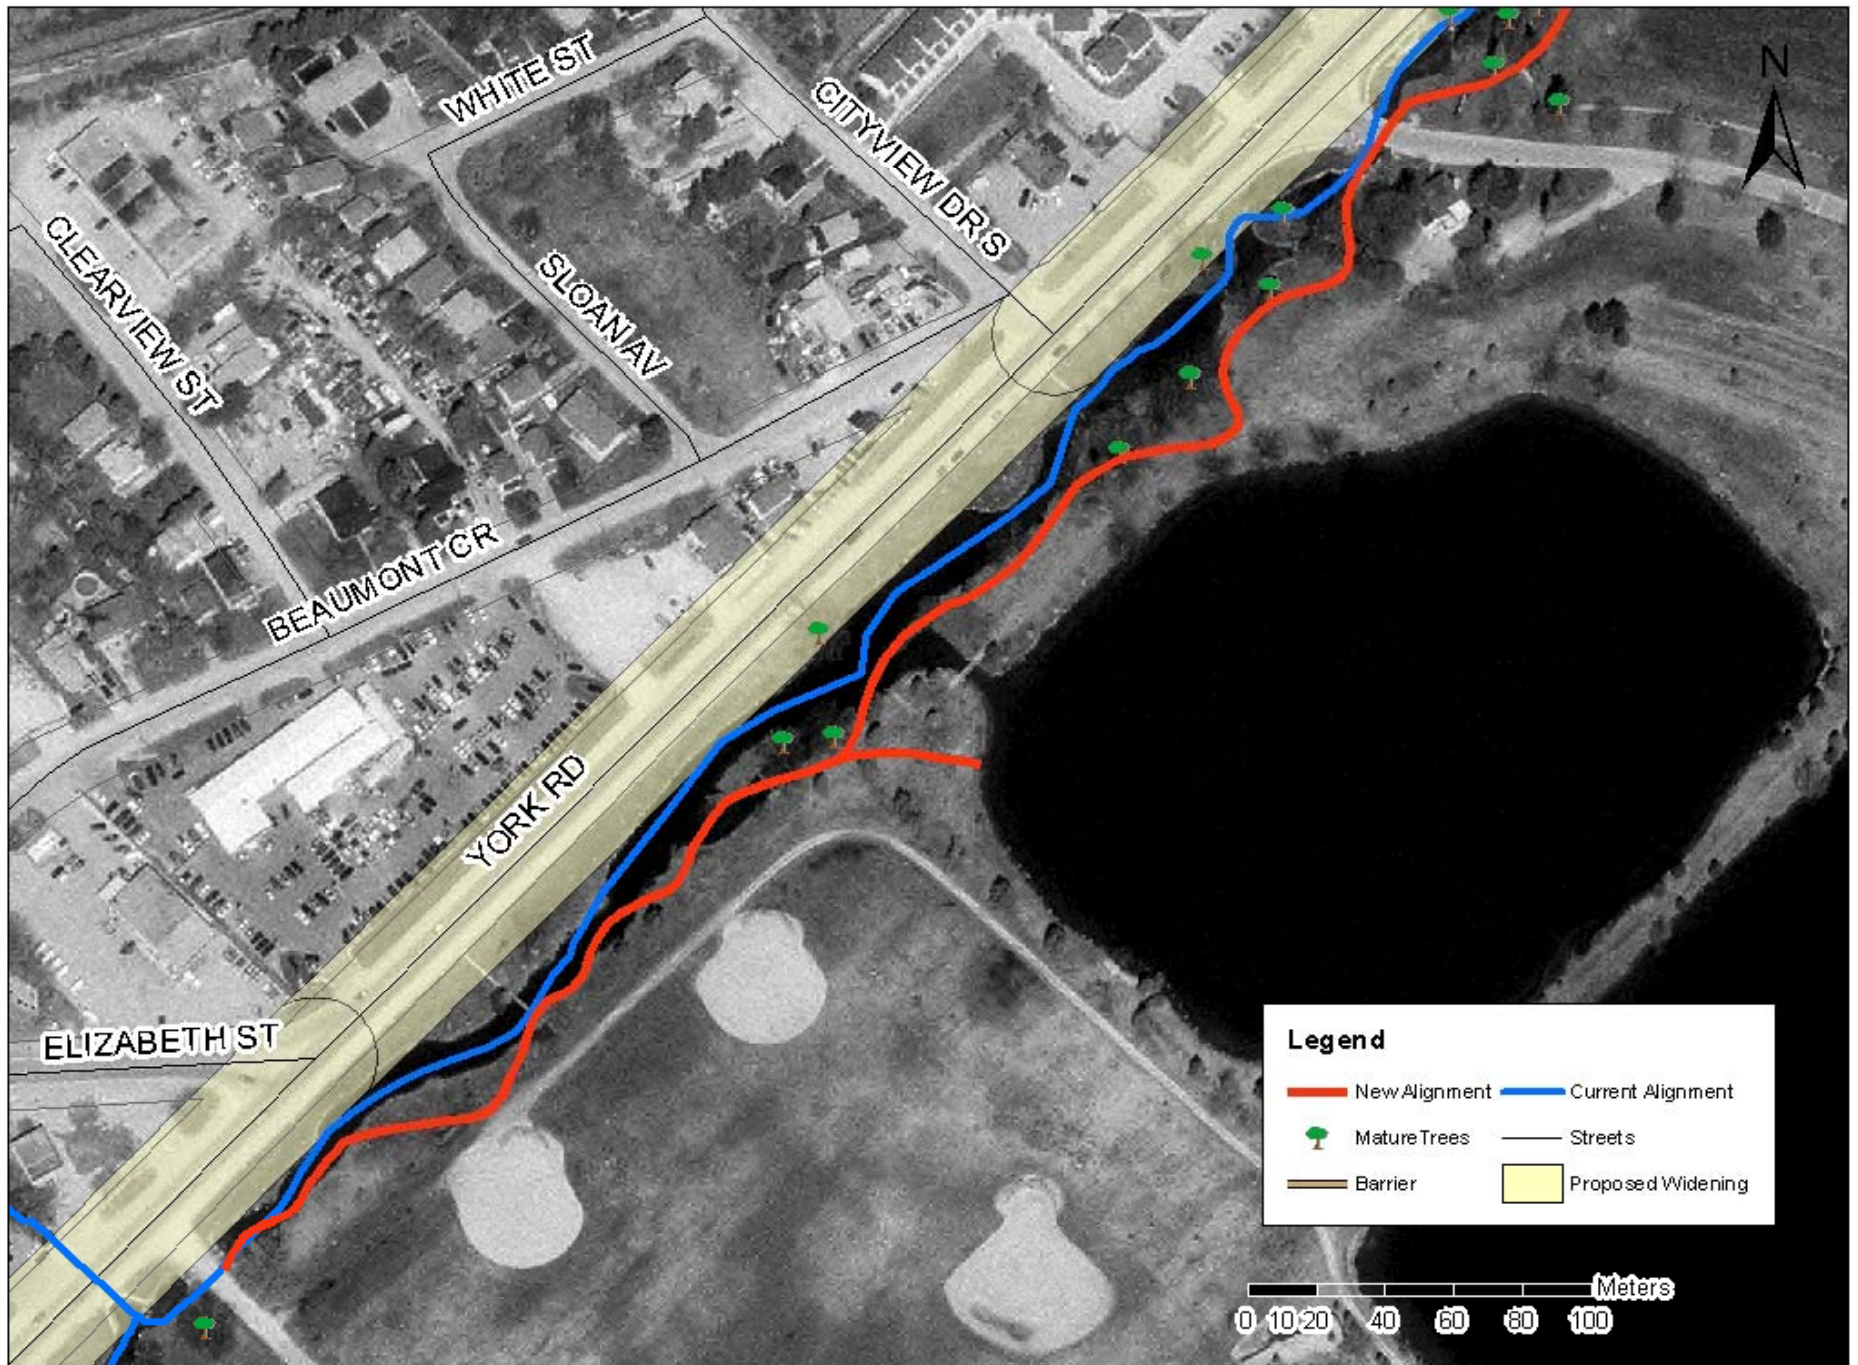 N
WHITE ST
CITYVIEW DR S
CLEARVIEW ST
SLOAN AV
BEAUMONT CR
YORK RD
ELIZABETH ST
Legend
New Alignment
Current Alignment
Mature Trees
Streets
Barrier
Proposed Widening
Meters
0 10 20 40 60 80 100